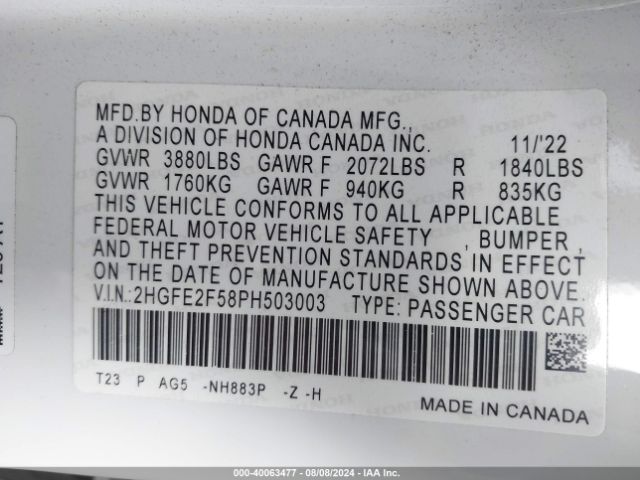 MFD.BY HONDA OF CANADA MFG.,
A DIVISION OF HONDA CANADA INC. 11/'22
GVWR 3880LBS GAWR F 2072LBS R 1840LBS
GVWR 1760KG GAWR F 940KG R 835KG
THIS VEHICLE CONFORMS TO ALL APPLICABLE
FEDERAL MOTOR VEHICLE SAFETY , BUMPER ,
AND THEFT PREVENTION STANDARDS IN EFFECT
ON THE DATE OF MANUFACTURE SHOWN ABOVE.
V.I.N.:2HGFE2F58PH503003 TYPE: PASSENGER CAR
T23 P AG5 -NH883P -Z -H
MADE IN CANADA
000-40063477 - 08/08/2024 - IAA Inc.